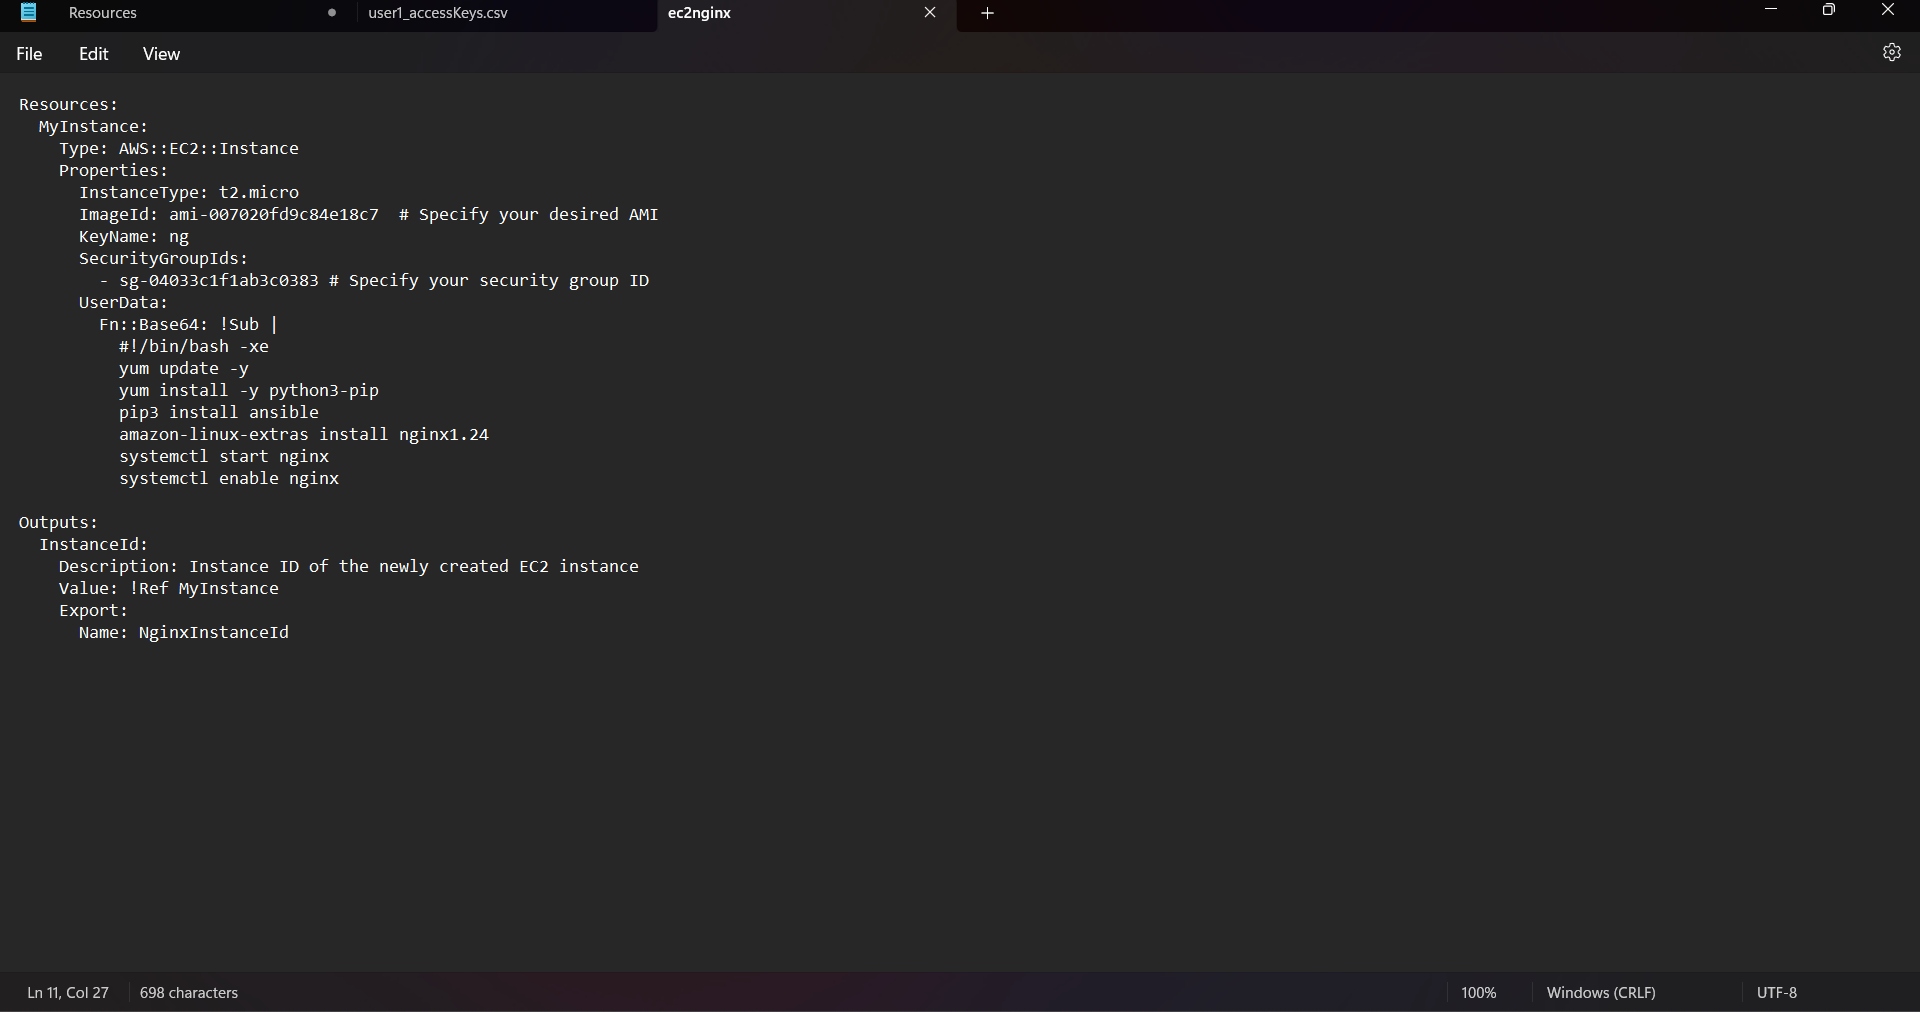 Resources
user1_accessKeys.csv
ec2nginx
File
Edit
View
Resources:
  MyInstance:
    Type: AWS::EC2::Instance
    Properties:
      InstanceType: t2.micro
      ImageId: ami-007020fd9c84e18c7  # Specify your desired AMI
      KeyName: ng
      SecurityGroupIds:
        - sg-04033c1f1ab3c0383 # Specify your security group ID
      UserData:
        Fn::Base64: !Sub |
          #!/bin/bash -xe
          yum update -y
          yum install -y python3-pip
          pip3 install ansible
          amazon-linux-extras install nginx1.24
          systemctl start nginx
          systemctl enable nginx

Outputs:
  InstanceId:
    Description: Instance ID of the newly created EC2 instance
    Value: !Ref MyInstance
    Export:
      Name: NginxInstanceId
Ln 11, Col 27
698 characters
100%
Windows (CRLF)
UTF-8